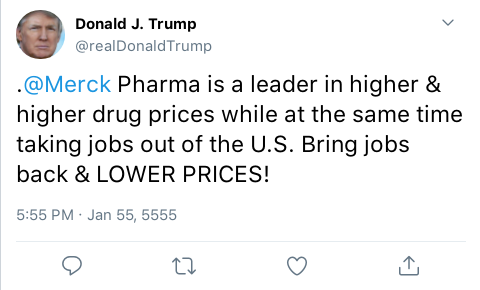 Donald J. Trump
@realDonaldTrump
.@Merck Pharma is a leader in higher &
higher drug prices while at the same time
taking jobs out of the U.S. Bring jobs
back & LOWER PRICES!
5:55 PM · Jan 55, 5555